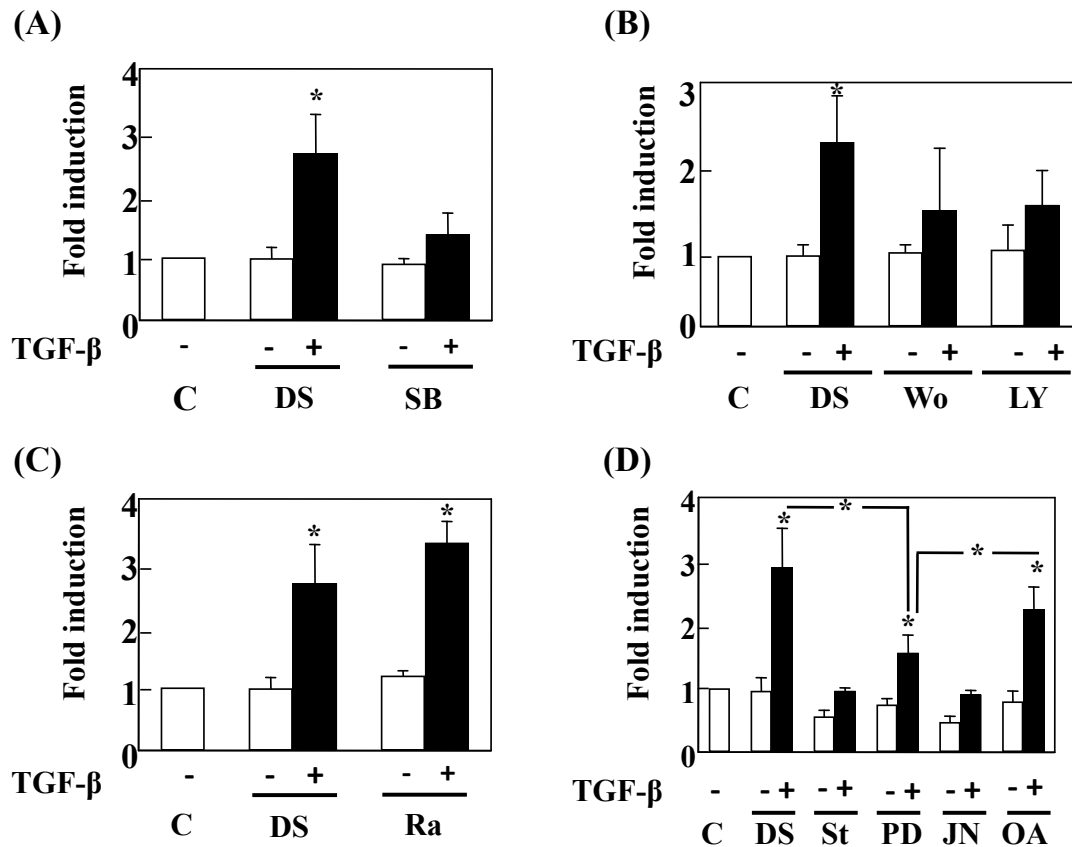 (A)
Fold induction
4
3
2
1
0
*
TGF-β - - + - +
C DS SB
(B)
Fold induction
3
2
1
0
*
- - + - + - +
C DS Wo LY
(C)
Fold induction
4
3
2
1
0
* *
TGF-β - - + - +
C DS Ra
(D)
Fold induction
4
3
2
1
0
* * * * *
TGF-β - - + - + - + - + - +
C DS St PD JN OA